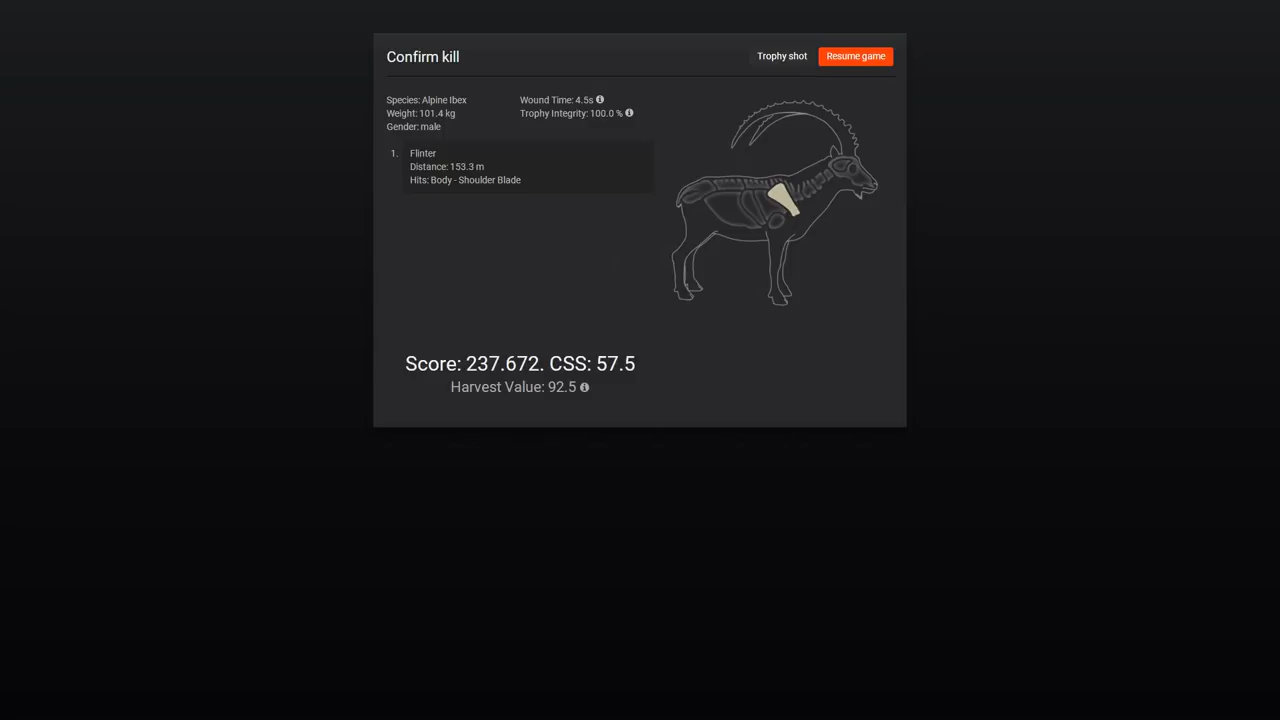 Confirm kill
Trophy shot
Resume game
Species: Alpine Ibex
Weight: 101.4 kg
Gender: male
Wound Time: 4.5s
Trophy Integrity: 100.0 %
1. Flinter
Distance: 153.3 m
Hits: Body - Shoulder Blade
Score: 237.672. CSS: 57.5
Harvest Value: 92.5